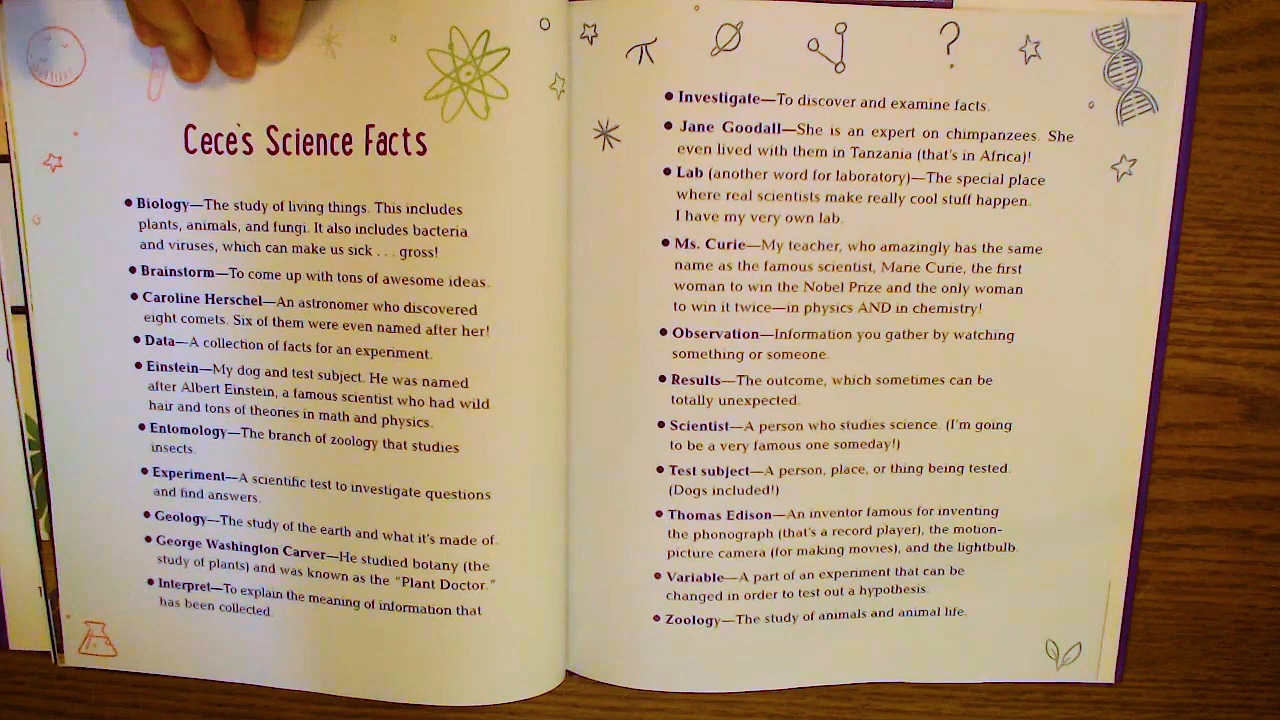 Cece's Science Facts
• Biology—The study of living things. This includes
plants, animals, and fungi. It also includes bacteria
and viruses, which can make us sick . . . gross!
• Brainstorm—To come up with tons of awesome ideas.
• Caroline Herschel—An astronomer who discovered
eight comets. Six of them were even named after her!
• Data—A collection of facts for an experiment.
• Einstein—My dog and test subject. He was named
after Albert Einstein, a famous scientist who had wild
hair and tons of theories in math and physics.
• Entomology—The branch of zoology that studies
insects.
• Experiment—A scientific test to investigate questions
and find answers.
• Geology—The study of the earth and what it's made of.
• George Washington Carver—He studied botany (the
study of plants) and was known as the "Plant Doctor."
• Interpret—To explain the meaning of information that
has been collected.
π
?
• Investigate—To discover and examine facts.
• Jane Goodall—She is an expert on chimpanzees. She
even lived with them in Tanzania (that's in Africa)!
• Lab (another word for laboratory)—The special place
where real scientists make really cool stuff happen.
I have my very own lab.
• Ms. Curie—My teacher, who amazingly has the same
name as the famous scientist, Marie Curie, the first
woman to win the Nobel Prize and the only woman
to win it twice—in physics AND in chemistry!
• Observation—Information you gather by watching
something or someone.
• Results—The outcome, which sometimes can be
totally unexpected.
• Scientist—A person who studies science. (I'm going
to be a very famous one someday!)
• Test subject—A person, place, or thing being tested.
(Dogs included!)
• Thomas Edison—An inventor famous for inventing
the phonograph (that's a record player), the motion-
picture camera (for making movies), and the lightbulb.
• Variable—A part of an experiment that can be
changed in order to test out a hypothesis.
• Zoology—The study of animals and animal life.